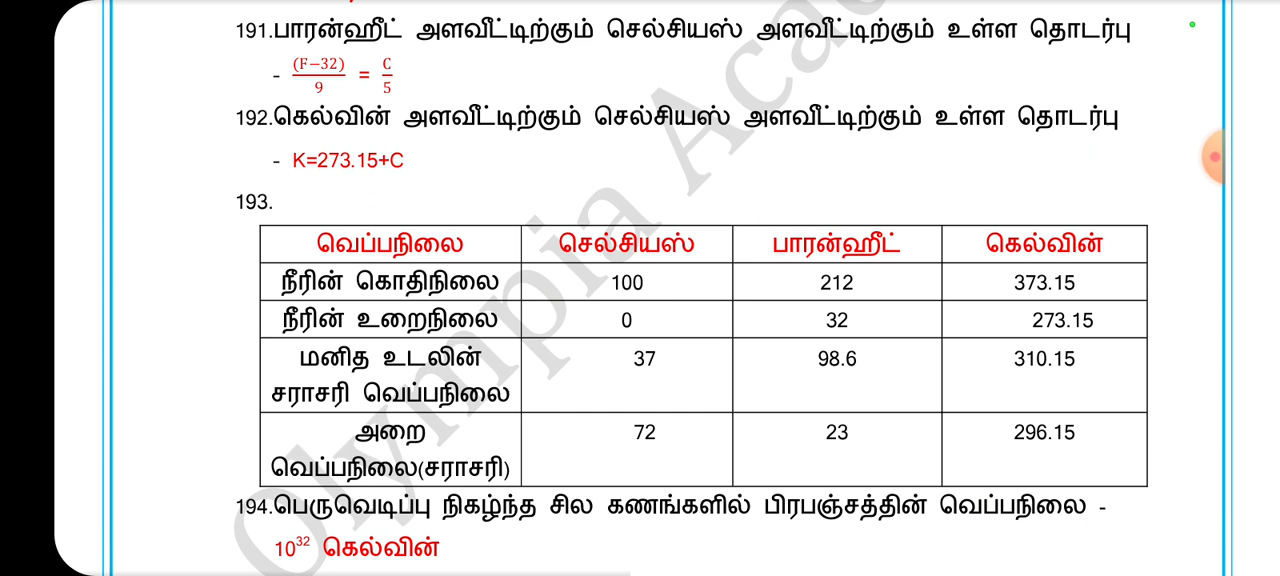 191.பாரன்ஹீட் அளவீட்டிற்கும் செல்சியஸ் அளவீட்டிற்கும் உள்ள தொடர்பு
- (F−32)/9 = C/5
192.கெல்வின் அளவீட்டிற்கும் செல்சியஸ் அளவீட்டிற்கும் உள்ள தொடர்பு
- K=273.15+C
193.
வெப்பநிலை செல்சியஸ் பாரன்ஹீட் கெல்வின்
நீரின் கொதிநிலை 100 212 373.15
நீரின் உறைநிலை 0 32 273.15
மனித உடலின் 37 98.6 310.15
சராசரி வெப்பநிலை
அறை 72 23 296.15
வெப்பநிலை(சராசரி)
194.பெருவெடிப்பு நிகழ்ந்த சில கணங்களில் பிரபஞ்சத்தின் வெப்பநிலை -
10³² கெல்வின்
Olympia Aca